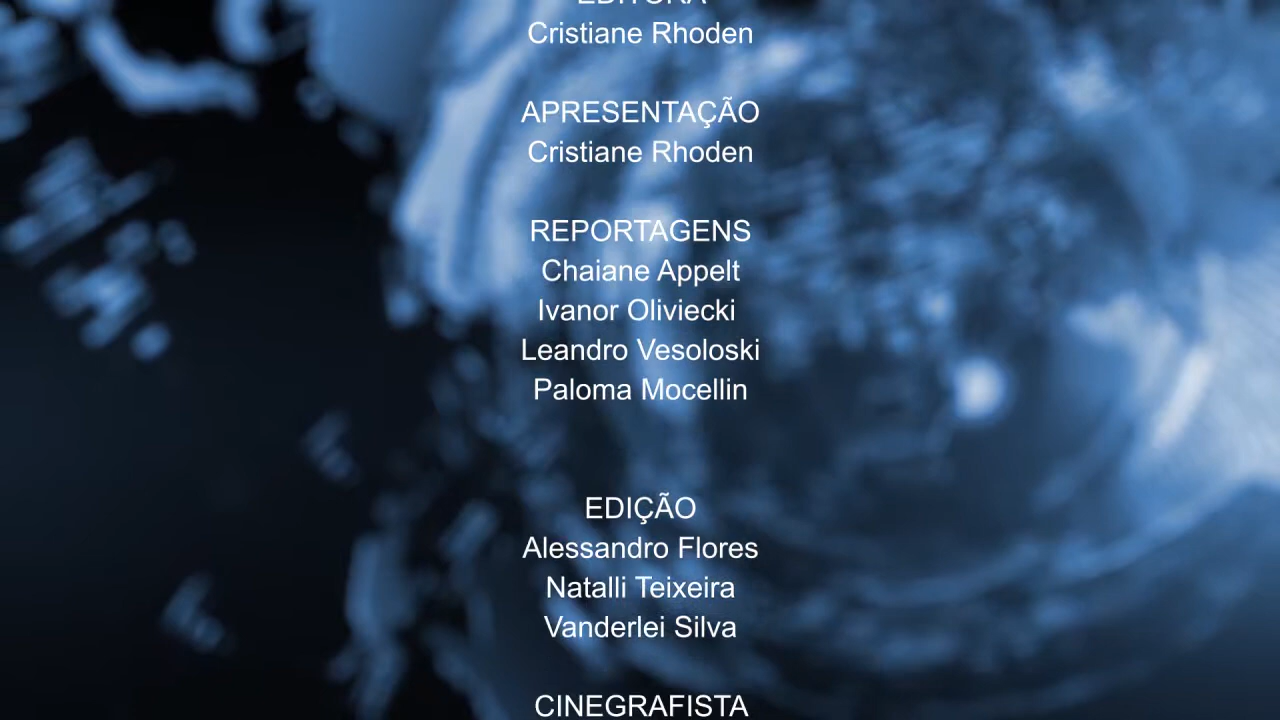 EDITORA
Cristiane Rhoden
APRESENTAÇÃO
Cristiane Rhoden
REPORTAGENS
Chaiane Appelt
Ivanor Oliviecki
Leandro Vesoloski
Paloma Mocellin
EDIÇÃO
Alessandro Flores
Natalli Teixeira
Vanderlei Silva
CINEGRAFISTA